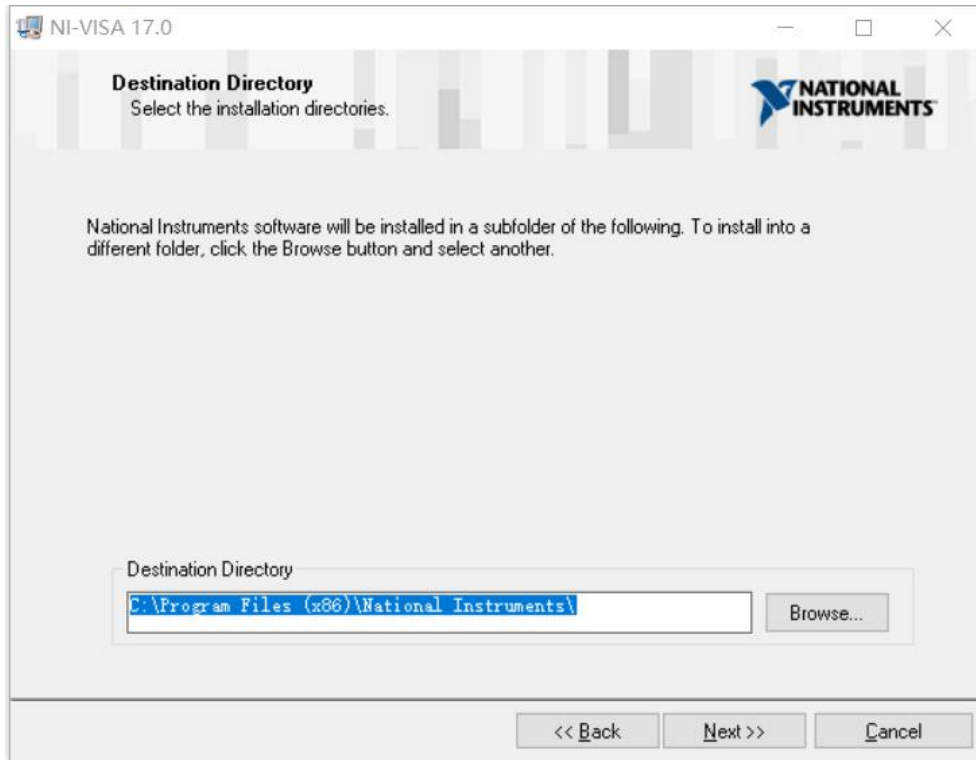 NI-VISA 17.0
Destination Directory
Select the installation directories.
NATIONAL
INSTRUMENTS™
National Instruments software will be installed in a subfolder of the following. To install into a
different folder, click the Browse button and select another.
Destination Directory
C:\Program Files (x86)\National Instruments\
Browse...
<< Back
Next >>
Cancel